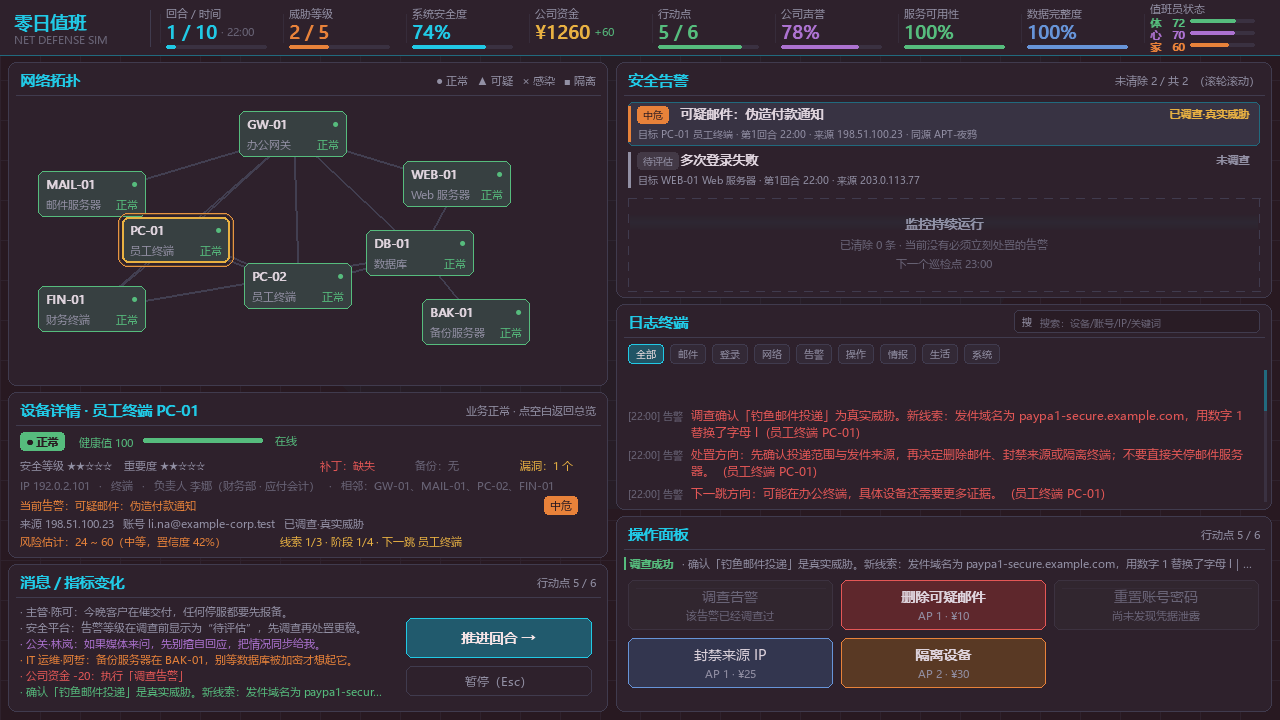 零日值班
NET DEFENSE SIM
回合 / 时间
1 / 10 · 22:00
威胁等级
2 / 5
系统安全度
74%
公司资金
¥1260 +60
行动点
5 / 6
公司声誉
78%
服务可用性
100%
数据完整度
100%
值班员状态
体 72
心 70
家 60
网络拓扑
● 正常 ▲ 可疑 × 感染 ■ 隔离
GW-01
办公网关 正常
WEB-01
Web 服务器 正常
MAIL-01
邮件服务器 正常
PC-01
员工终端 正常
DB-01
数据库 正常
PC-02
员工终端 正常
FIN-01
财务终端 正常
BAK-01
备份服务器 正常
安全告警
未清除 2 / 共 2 （滚轮滚动）
中危 可疑邮件：伪造付款通知 已调查·真实威胁
目标 PC-01 员工终端 · 第1回合 22:00 · 来源 198.51.100.23 · 同源 APT-夜鸦
待评估 多次登录失败 未调查
目标 WEB-01 Web 服务器 · 第1回合 22:00 · 来源 203.0.113.77
监控持续运行
已清除 0 条 · 当前没有必须立刻处置的告警
下一个巡检点 23:00
日志终端
搜 搜索：设备/账号/IP/关键词
全部 邮件 登录 网络 告警 操作 情报 生活 系统
[22:00] 告警 调查确认「钓鱼邮件投递」为真实威胁。新线索：发件域名为 paypa1-secure.example.com，用数字 1
替换了字母 l（员工终端 PC-01）
[22:00] 告警 处置方向：先确认投递范围与发件来源，再决定删除邮件、封禁来源或隔离终端；不要直接关停邮件服务
器。（员工终端 PC-01）
[22:00] 告警 下一跳方向：可能在办公终端，具体设备还需要更多证据。（员工终端 PC-01）
设备详情 · 员工终端 PC-01
业务正常 · 点空白返回总览
● 正常 健康值 100 在线
安全等级 ★★☆☆☆ 重要度 ★★☆☆☆ 补丁：缺失 备份：无 漏洞：1 个
IP 192.0.2.101 · 终端 · 负责人 李娜（财务部 · 应付会计） · 相邻：GW-01、MAIL-01、PC-02、FIN-01
当前告警：可疑邮件：伪造付款通知 中危
来源 198.51.100.23 账号 li.na@example-corp.test 已调查·真实威胁
风险估计：24 ~ 60（中等，置信度 42%） 线索 1/3 · 阶段 1/4 · 下一跳 员工终端
消息 / 指标变化
行动点 5 / 6
· 主管·陈可：今晚客户在催交付，任何停服都要先报备。
· 安全平台：告警等级在调查前显示为“待评估”，先调查再处置更稳。
· 公关·林岚：如果媒体来问，先别擅自回应，把情况同步给我。
· IT 运维·阿哲：备份服务器在 BAK-01，别等数据库被加密才想起它。
· 公司资金 -20：执行「调查告警」
· 确认「钓鱼邮件投递」是真实威胁。新线索：发件域名为 paypa1-secur...
推进回合 →
暂停（Esc）
操作面板
行动点 5 / 6
调查成功 · 确认「钓鱼邮件投递」是真实威胁。新线索：发件域名为 paypa1-secure.example.com，用数字 1 替换了字母 l | ...
调查告警
该告警已经调查过
删除可疑邮件
AP 1 · ¥10
重置账号密码
尚未发现凭据泄露
封禁来源 IP
AP 1 · ¥25
隔离设备
AP 2 · ¥30